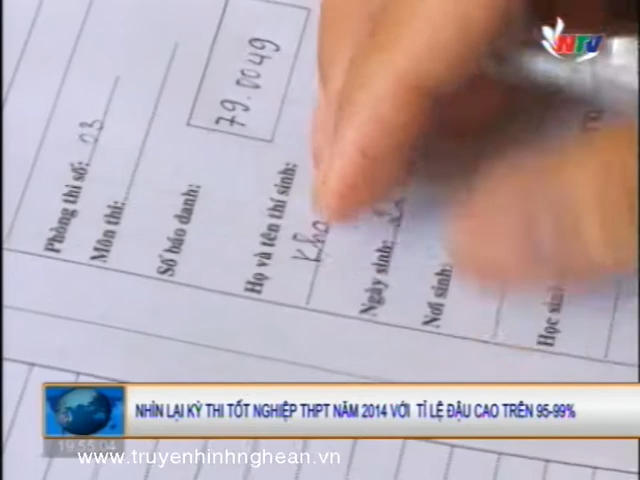 NTV
79.0049
Phòng thi số: 03
Môn thi:
Số báo danh:
Họ và tên thí sinh:
Kho
Ngày sinh:
Nơi sinh:
Học sinh
NHÌN LẠI KỲ THI TỐT NGHIỆP THPT NĂM 2014 VỚI TỈ LỆ ĐẬU CAO TRÊN 95-99%
19:55:04
www.truyenhinhnghean.vn